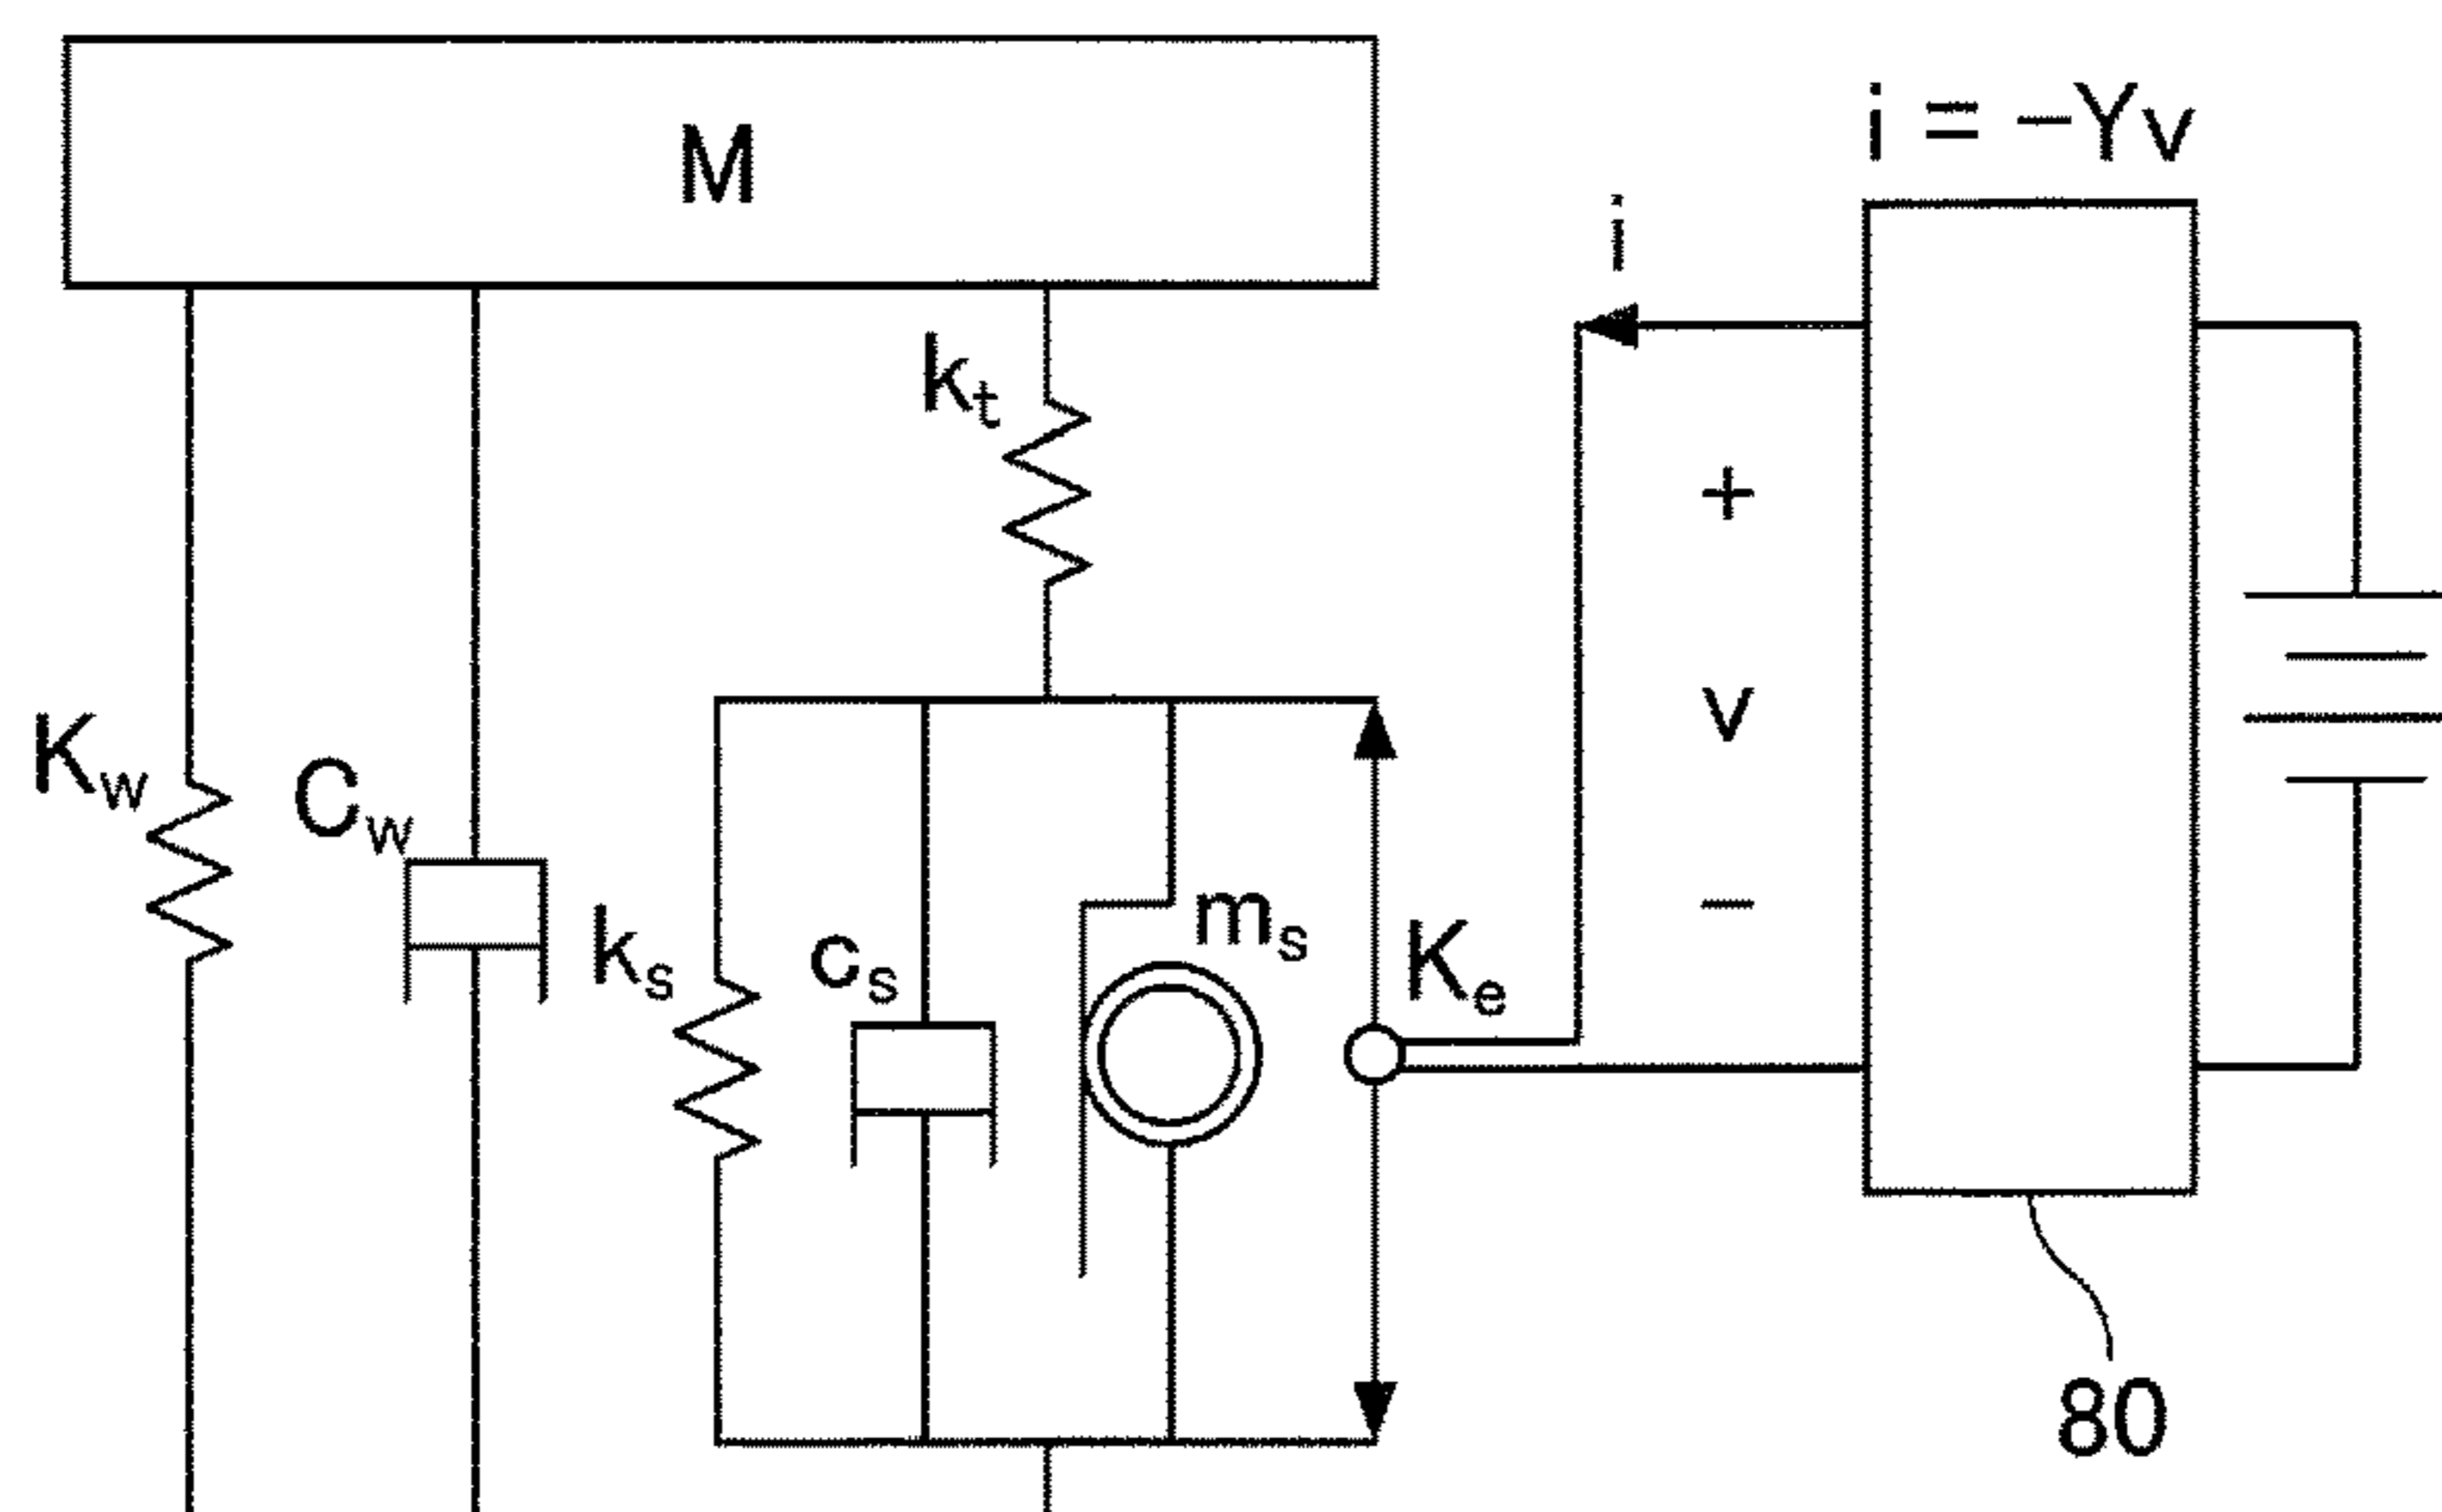 M
i = −Yv
i
kt
+
v
−
Kw
Cw
ks
cs
ms
Ke
80